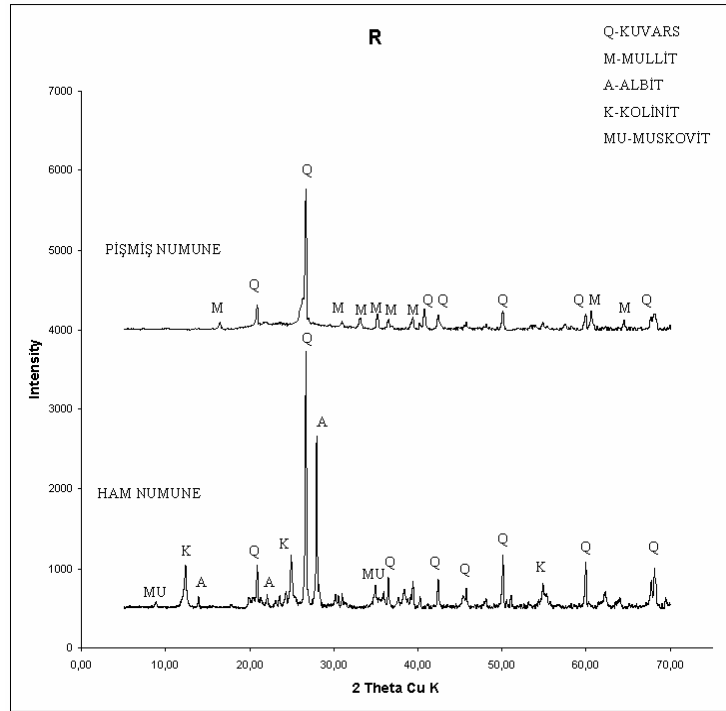 R
Q-KUVARS
M-MULLİT
A-ALBİT
K-KOLİNİT
MU-MUSKOVİT
7000
6000
5000
4000
3000
2000
1000
0
Intensity
PİŞMİŞ NUMUNE
Q
Q
M
M
M
M
M
M
Q
Q
Q
Q
M
M
Q
HAM NUMUNE
Q
A
MU
K
A
Q
A
K
MU
Q
Q
Q
Q
K
Q
Q
0,00
10,00
20,00
30,00
40,00
50,00
60,00
70,00
2 Theta Cu K